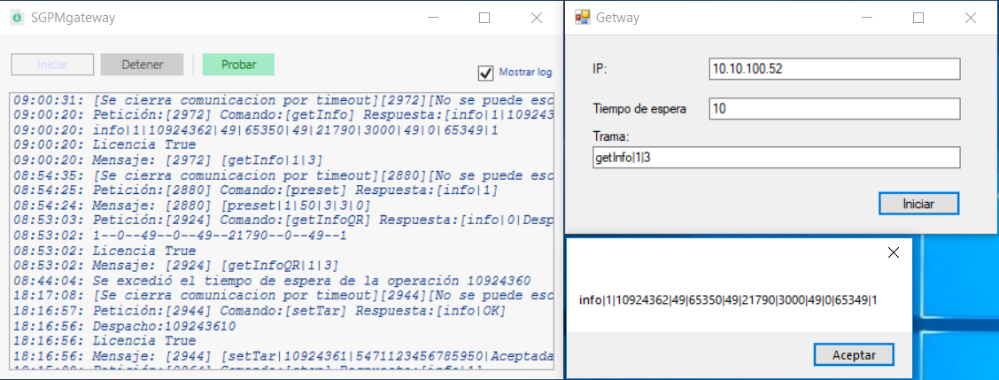 SGPMgateway
Iniciar
Detener
Probar
Mostrar log
09:00:31: [Se cierra comunicacion por timeout][2972][No se puede esc
09:00:20: Petición:[2972] Comando:[getInfo] Respuesta:[info|1|109243
09:00:20: info|1|10924362|49|65350|49|21790|3000|49|0|65349|1
09:00:20: Licencia True
09:00:20: Mensaje: [2972] [getInfo|1|3]
08:54:35: [Se cierra comunicacion por timeout][2880][No se puede esc
08:54:25: Petición:[2880] Comando:[preset] Respuesta:[info|1]
08:54:24: Mensaje: [2880] [preset|1|50|3|3|0]
08:53:03: Petición:[2924] Comando:[getInfoQR] Respuesta:[info|0|Desp
08:53:02: 1--0--49--0--49--21790--0--49--1
08:53:02: Licencia True
08:53:02: Mensaje: [2924] [getInfoQR|1|3]
08:44:04: Se excedió el tiempo de espera de la operación 10924360
18:17:08: [Se cierra comunicacion por timeout][2944][No se puede esc
18:16:57: Petición:[2944] Comando:[setTar] Respuesta:[info|OK]
18:16:56: Despacho:109243610
18:16:56: Licencia True
18:16:56: Mensaje: [2944] [setTar|10924361|5471123456785950|Aceptada
Getway
IP:
10.10.100.52
Tiempo de espera
10
Trama:
getInfo|1|3
Iniciar
info|1|10924362|49|65350|49|21790|3000|49|0|65349|1
Aceptar